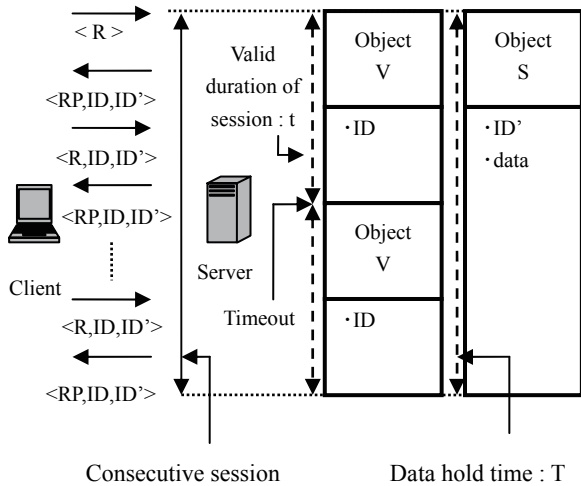 < R >
<RP,ID,ID’>
<R,ID,ID’>
<RP,ID,ID’>
Client
<R,ID,ID’>
<RP,ID,ID’>
Server
Valid
duration of
session : t
Timeout
Object
V
・ID
Object
V
・ID
Object
S
・ID’
・data
Consecutive session
Data hold time : T